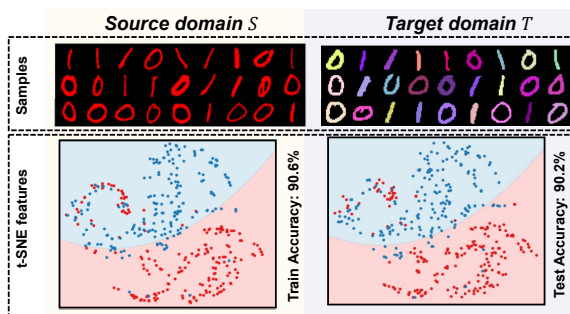 Source domain S
Target domain T
Samples
t-SNE features
Train Accuracy: 90.6%
Test Accuracy: 90.2%